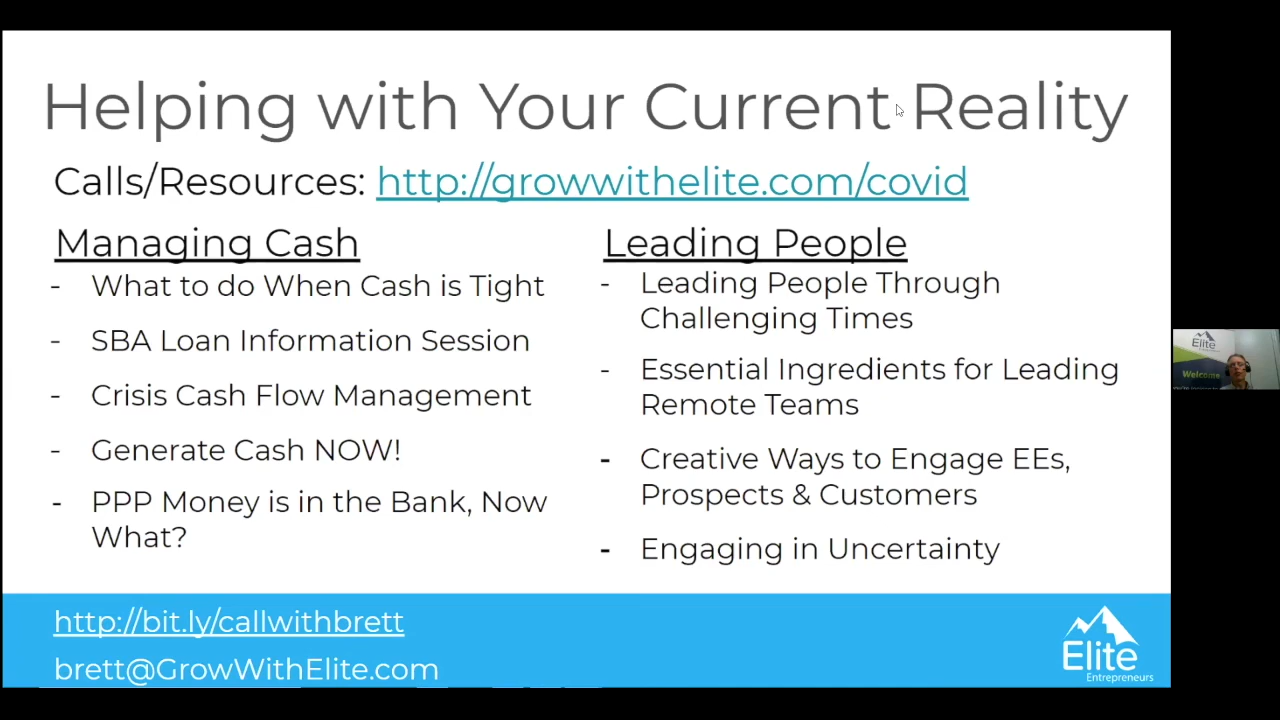 Helping with Your Current Reality
Calls/Resources: http://growwithelite.com/covid
Managing Cash
- What to do When Cash is Tight
- SBA Loan Information Session
- Crisis Cash Flow Management
- Generate Cash NOW!
- PPP Money is in the Bank, Now
What?
Leading People
- Leading People Through
Challenging Times
- Essential Ingredients for Leading
Remote Teams
- Creative Ways to Engage EEs,
Prospects & Customers
- Engaging in Uncertainty
http://bit.ly/callwithbrett
brett@GrowWithElite.com
Elite
Entrepreneurs
Elite
Welcome